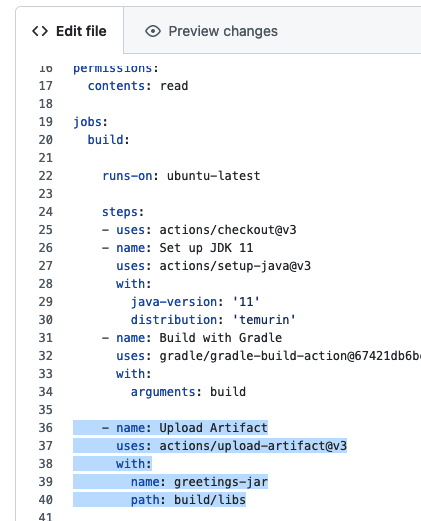 <> Edit file
Preview changes
16 permissions:
17 contents: read
18
19 jobs:
20 build:
21
22 runs-on: ubuntu-latest
23
24 steps:
25 - uses: actions/checkout@v3
26 - name: Set up JDK 11
27 uses: actions/setup-java@v3
28 with:
29 java-version: '11'
30 distribution: 'temurin'
31 - name: Build with Gradle
32 uses: gradle/gradle-build-action@67421db6b
33 with:
34 arguments: build
35
36 - name: Upload Artifact
37 uses: actions/upload-artifact@v3
38 with:
39 name: greetings-jar
40 path: build/libs
41